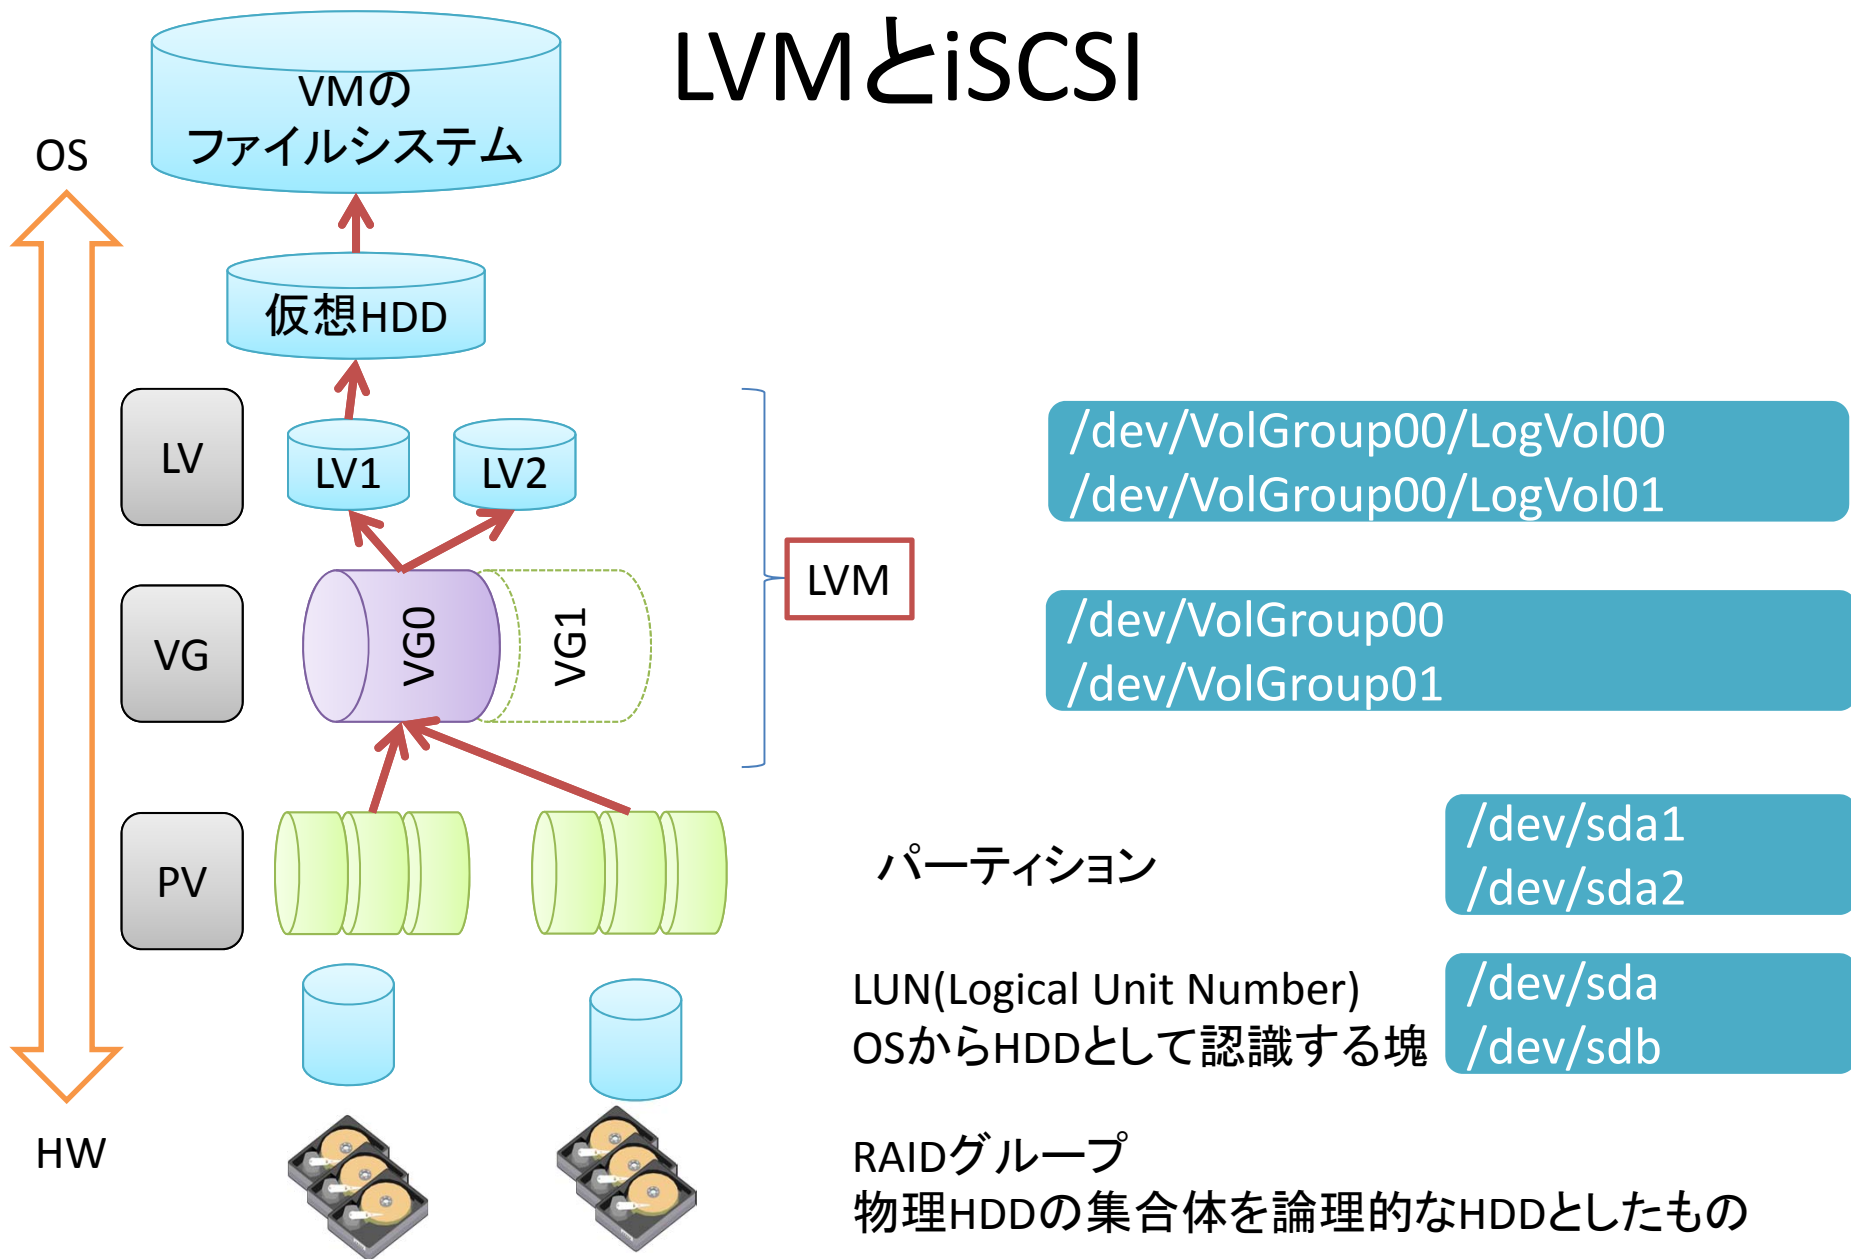 LVMとiSCSI
VMの
ファイルシステム
OS
仮想HDD
LV
LV1
LV2
/dev/VolGroup00/LogVol00
/dev/VolGroup00/LogVol01
LVM
VG
VG0
VG1
/dev/VolGroup00
/dev/VolGroup01
PV
パーティション
/dev/sda1
/dev/sda2
LUN(Logical Unit Number)
OSからHDDとして認識する塊
/dev/sda
/dev/sdb
HW
RAIDグループ
物理HDDの集合体を論理的なHDDとしたもの